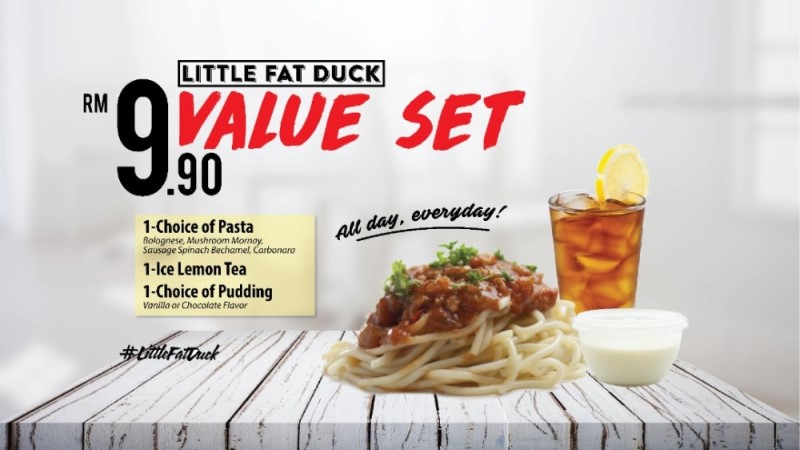 LITTLE FAT DUCK
RM 9.90
VALUE SET
1-Choice of Pasta
Bolognese, Mushroom Mornay,
Sausage Spinach Bechamel, Carbonara
1-Ice Lemon Tea
1-Choice of Pudding
Vanilla or Chocolate Flavor
All day, everyday!
#LittleFatDuck